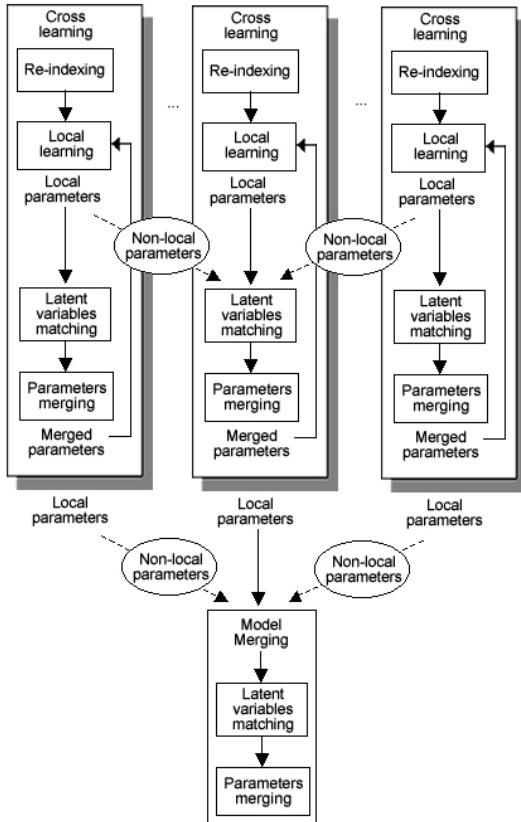 Cross
learning
Re-indexing
Local
learning
Local
parameters
Latent
variables
matching
Parameters
merging
Merged
parameters
...
Non-local
parameters
Cross
learning
Re-indexing
Local
learning
Local
parameters
Latent
variables
matching
Parameters
merging
Merged
parameters
...
Non-local
parameters
Cross
learning
Re-indexing
Local
learning
Local
parameters
Latent
variables
matching
Parameters
merging
Merged
parameters
Local
parameters
Local
parameters
Local
parameters
Non-local
parameters
Non-local
parameters
Model
Merging
Latent
variables
matching
Parameters
merging